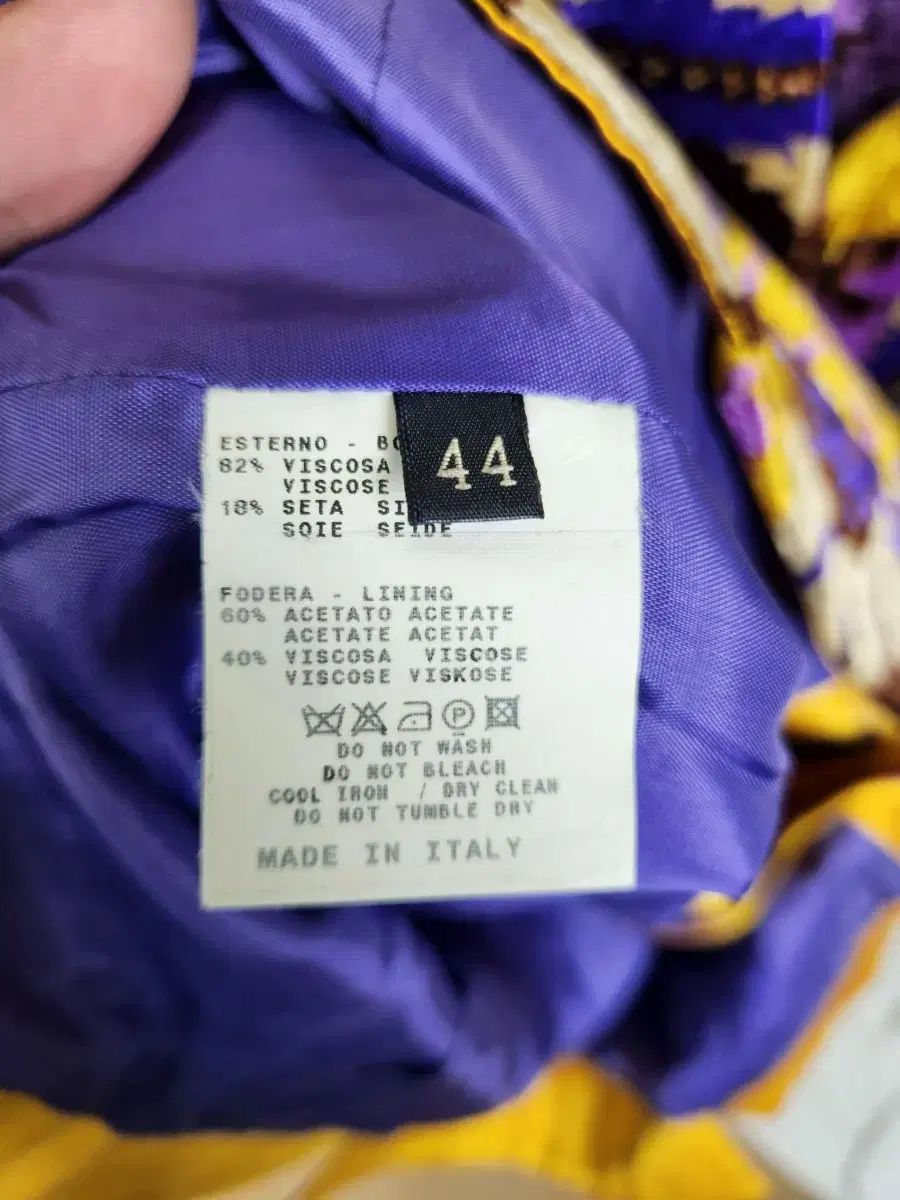 ESTERNO -
82% VISCOSA
VISCOSE
18% SETA
SOIE SEIDE
44
FODERA - LINING
60% ACETATO ACETATE
ACETATE ACETAT
40% VISCOSA VISCOSE
VISCOSE VISKOSE
P
DO NOT WASH
DO NOT BLEACH
COOL IRON / DRY CLEAN
DO NOT TUMBLE DRY
MADE IN ITALY